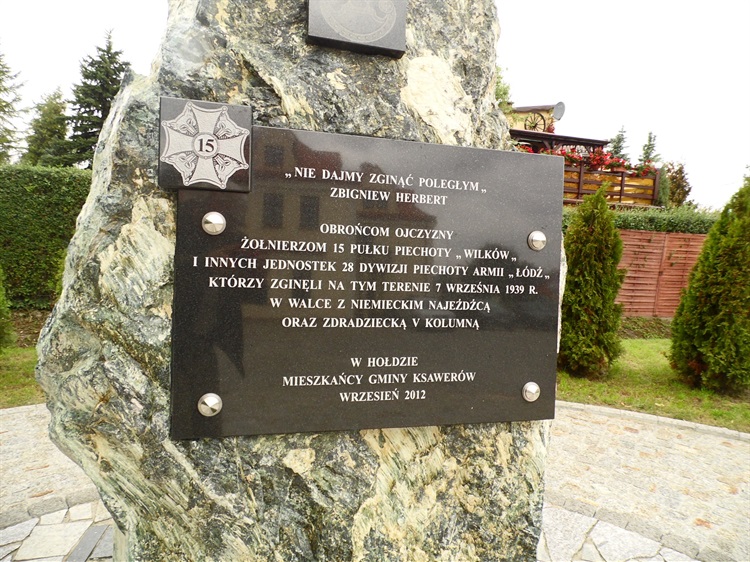 15
„NIE DAJMY ZGINĄĆ POLEGŁYM„
ZBIGNIEW HERBERT
OBROŃCOM OJCZYZNY
ŻOŁNIERZOM 15 PUŁKU PIECHOTY „WILKÓW„
I INNYCH JEDNOSTEK 28 DYWIZJI PIECHOTY ARMII „ŁÓDŹ„
KTÓRZY ZGINĘLI NA TYM TERENIE 7 WRZEŚNIA 1939 R.
W WALCE Z NIEMIECKIM NAJEŹDŹCĄ
ORAZ ZDRADZIECKĄ V KOLUMNĄ
W HOŁDZIE
MIESZKAŃCY GMINY KSAWERÓW
WRZESIEŃ 2012